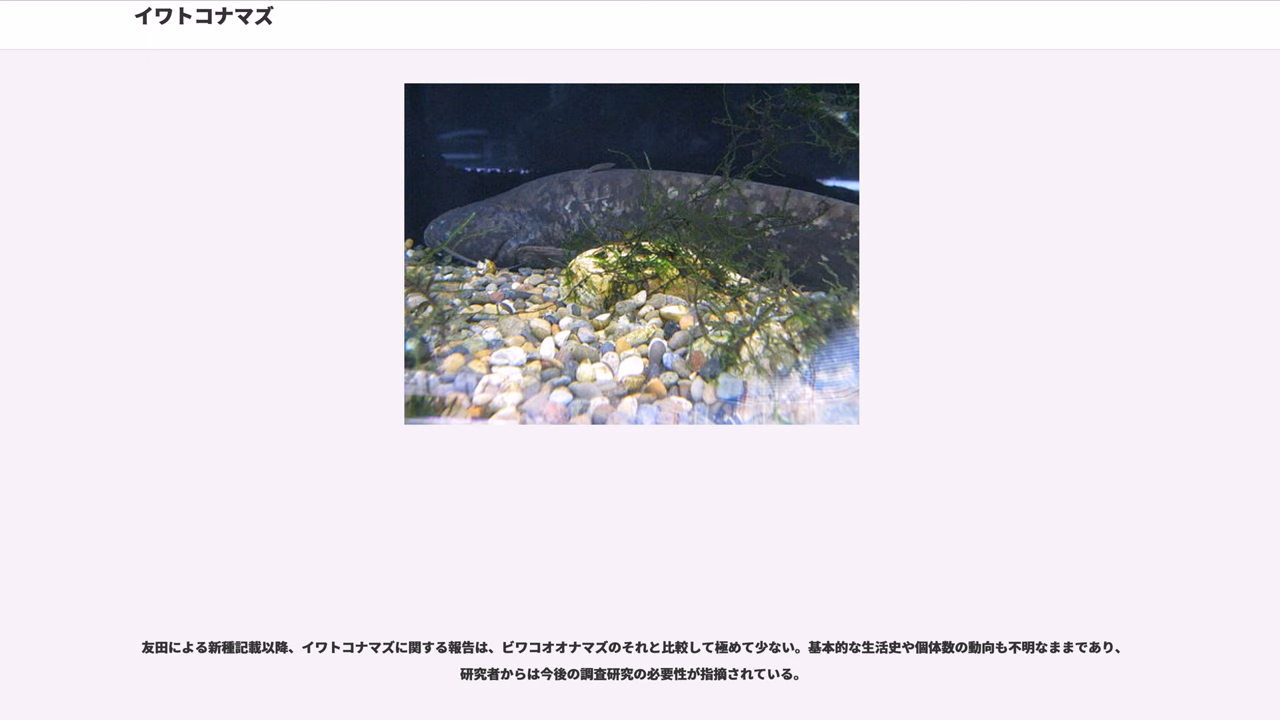 イワトコナマズ
友田による新種記載以降、イワトコナマズに関する報告は、ビワコオオナマズのそれと比較して極めて少ない。基本的な生活史や個体数の動向も不明なままであり、
研究者からは今後の調査研究の必要性が指摘されている。